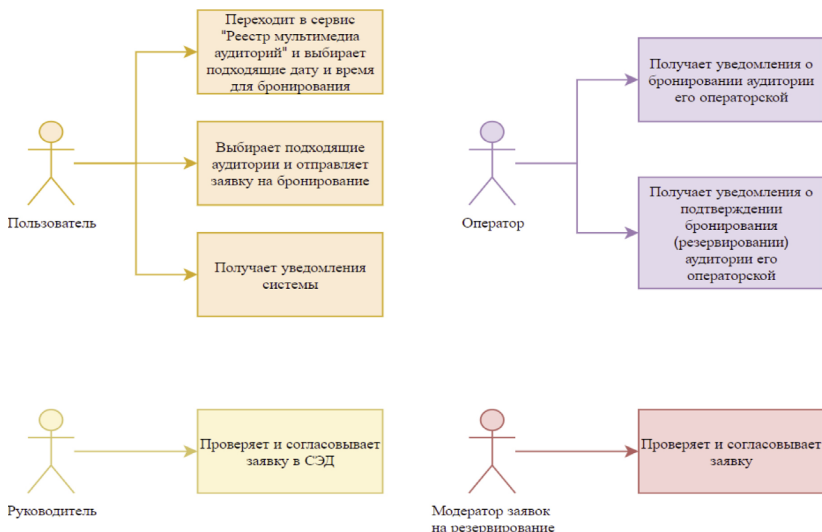 Переходит в сервис
"Реестр мультимедиа
аудиторий" и выбирает
подходящие дату и время
для бронирования
Выбирает подходящие
аудитории и отправляет
заявку на бронирование
Пользователь
Получает уведомления
системы
Получает уведомления о
бронировании аудитории
его операторской
Оператор
Получает уведомления о
подтверждении
бронирования
(резервировании)
аудитории его
операторской
Проверяет и согласовывает
заявку в СЭД
Руководитель
Проверяет и согласовывает
заявку
Модератор заявок
на резервирование